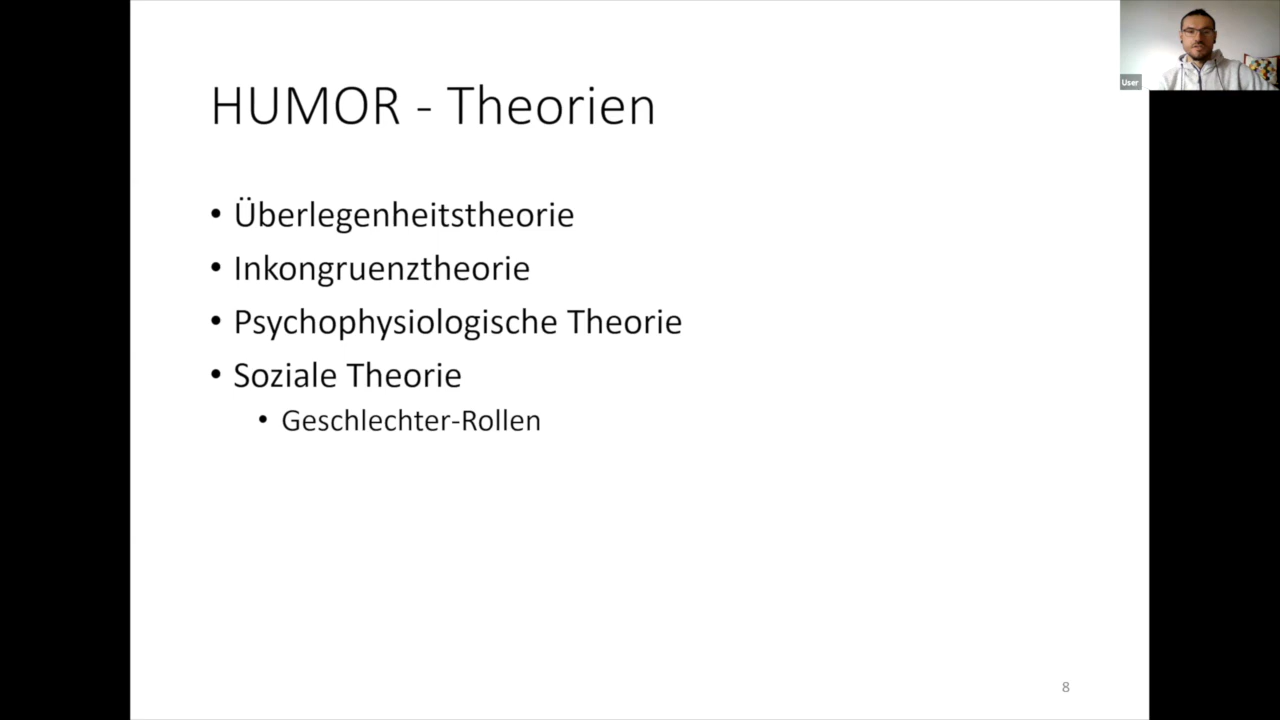 HUMOR - Theorien
• Überlegenheitstheorie
• Inkongruenztheorie
• Psychophysiologische Theorie
• Soziale Theorie
• Geschlechter-Rollen
8
User